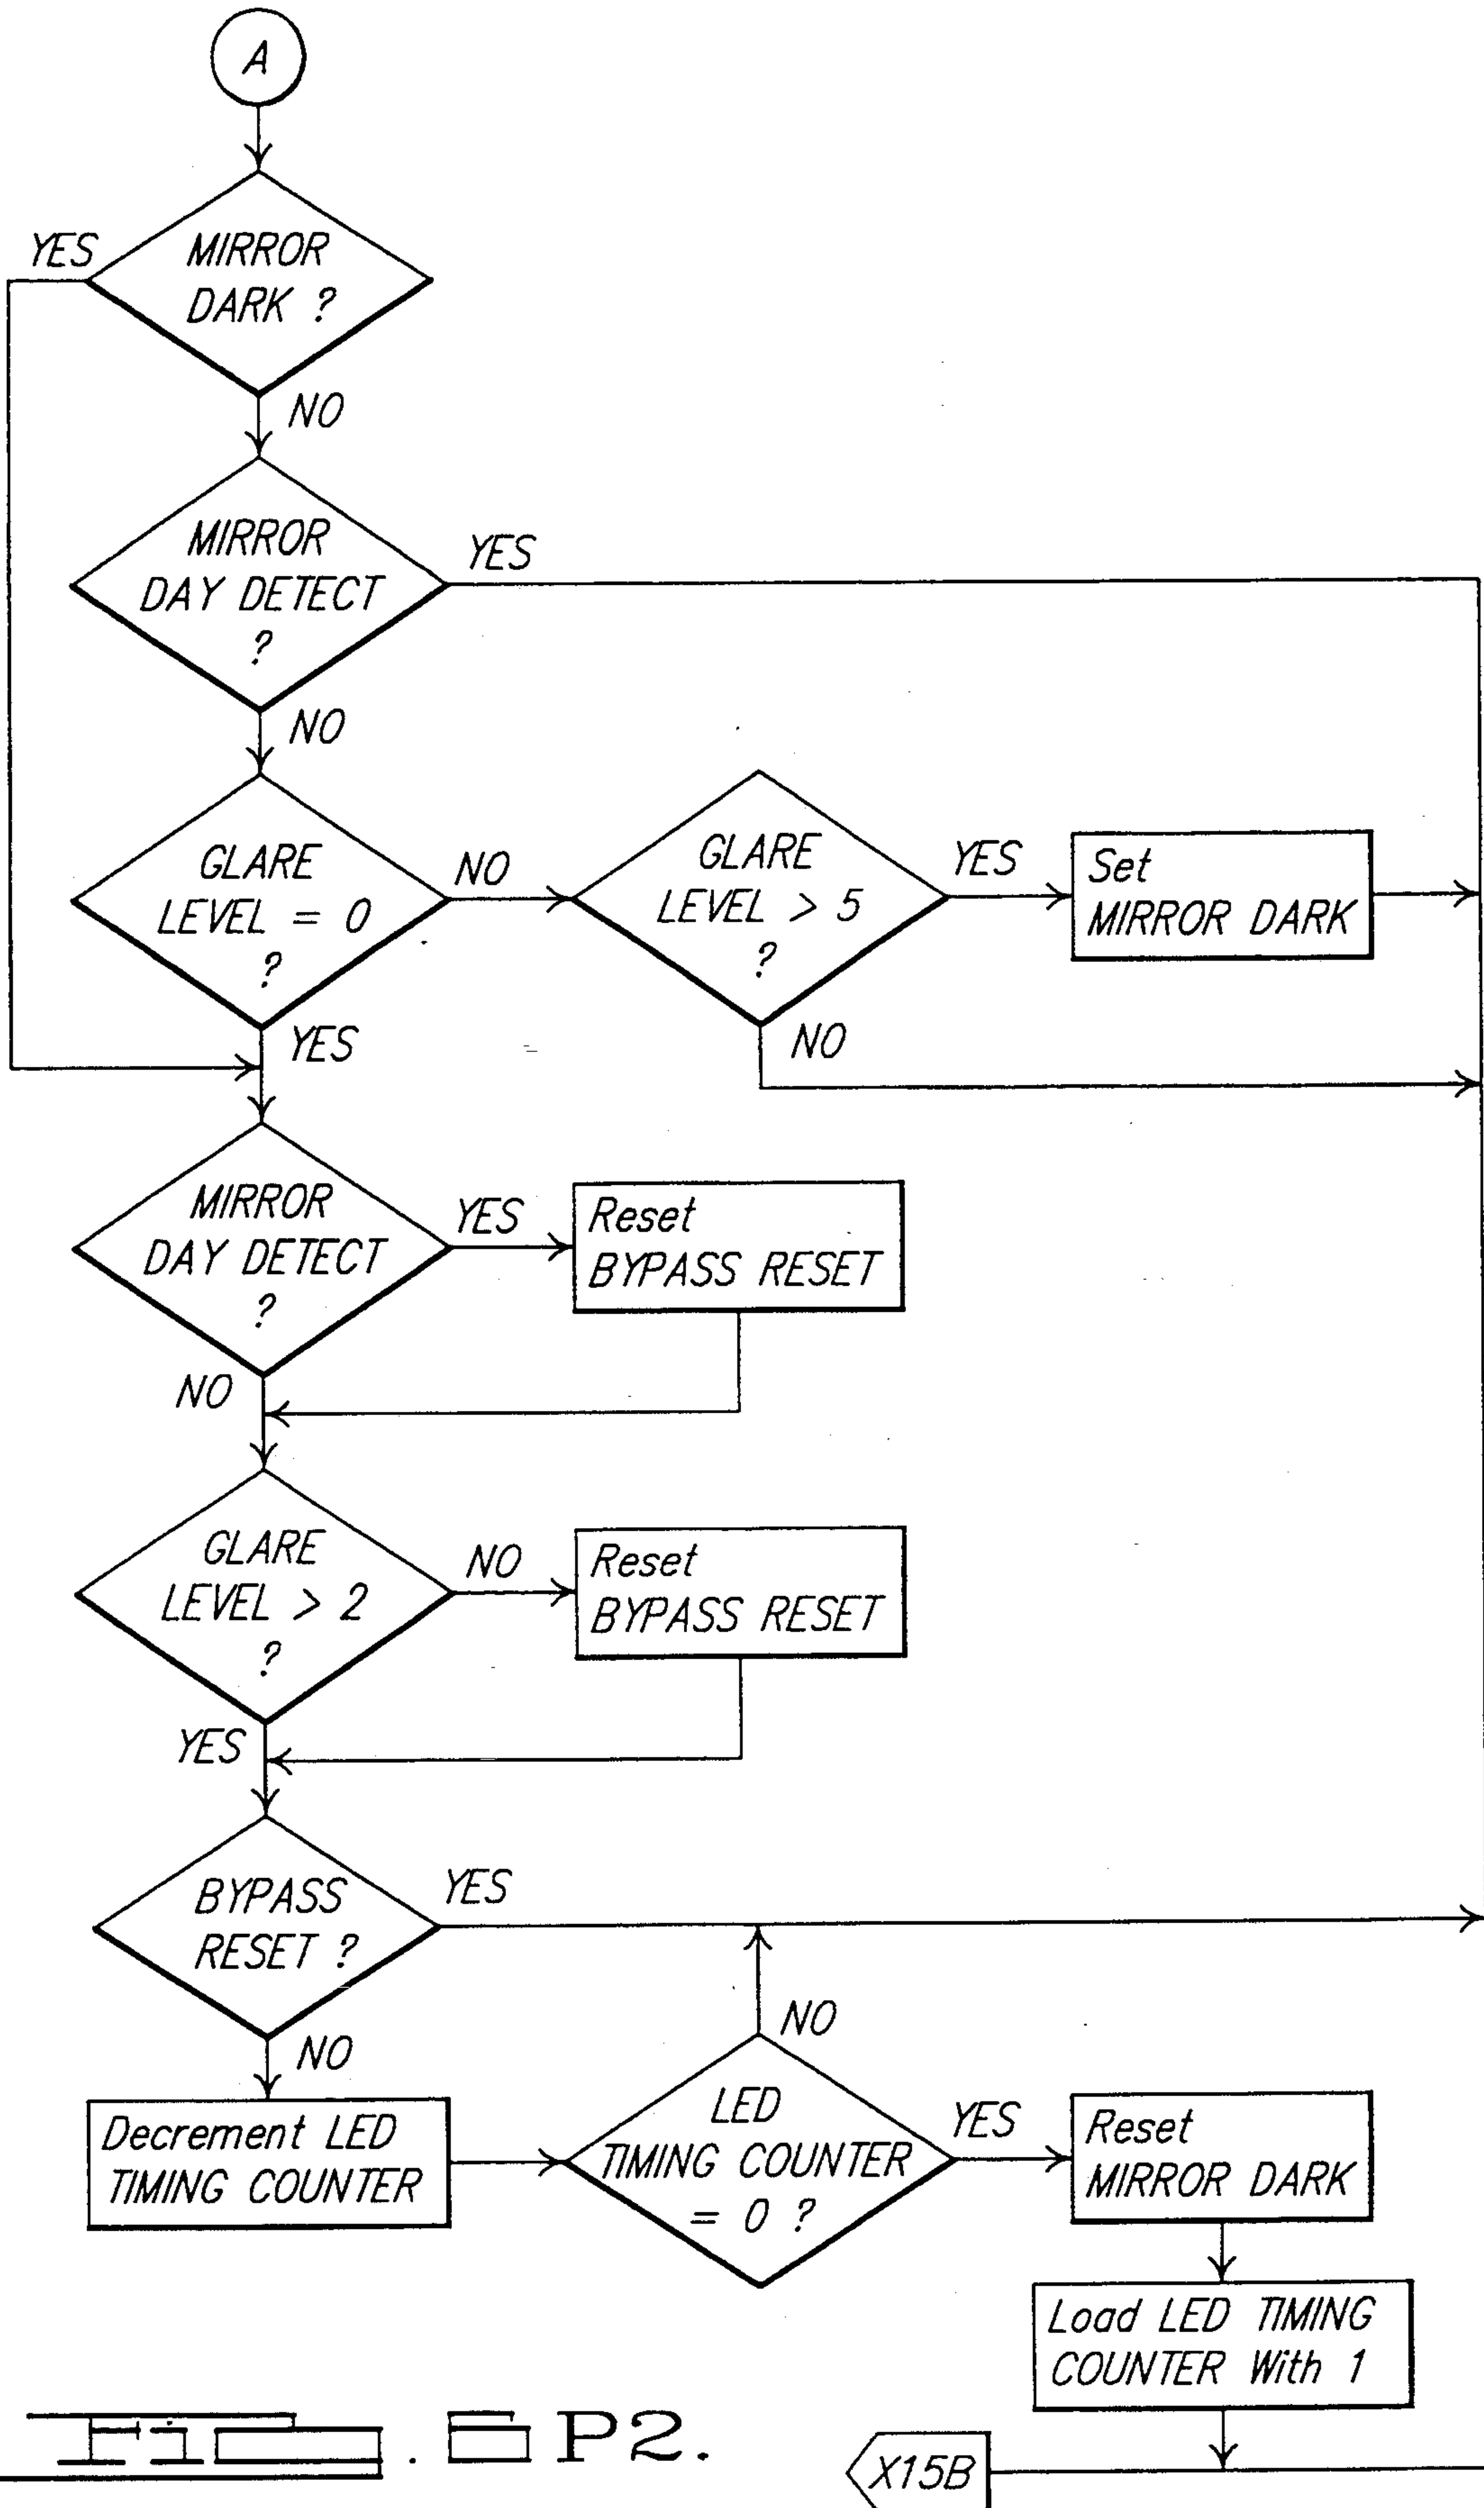 A
YES
MIRROR
DARK ?
NO
MIRROR
DAY DETECT
?
YES
NO
GLARE
LEVEL = 0
?
NO
GLARE
LEVEL > 5
?
YES
Set
MIRROR DARK
YES
NO
MIRROR
DAY DETECT
?
YES
Reset
BYPASS RESET
NO
GLARE
LEVEL > 2
?
NO
Reset
BYPASS RESET
YES
BYPASS
RESET ?
YES
NO
NO
Decrement LED
TIMING COUNTER
LED
TIMING COUNTER
= 0 ?
YES
Reset
MIRROR DARK
Load LED TIMING
COUNTER With 1
P2.
X15B